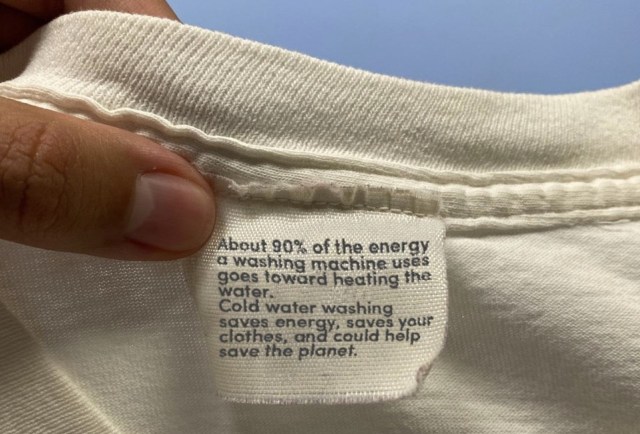 About 90% of the energy
a washing machine uses
goes toward heating the
water.
Cold water washing
saves energy, saves your
clothes, and could help
save the planet.